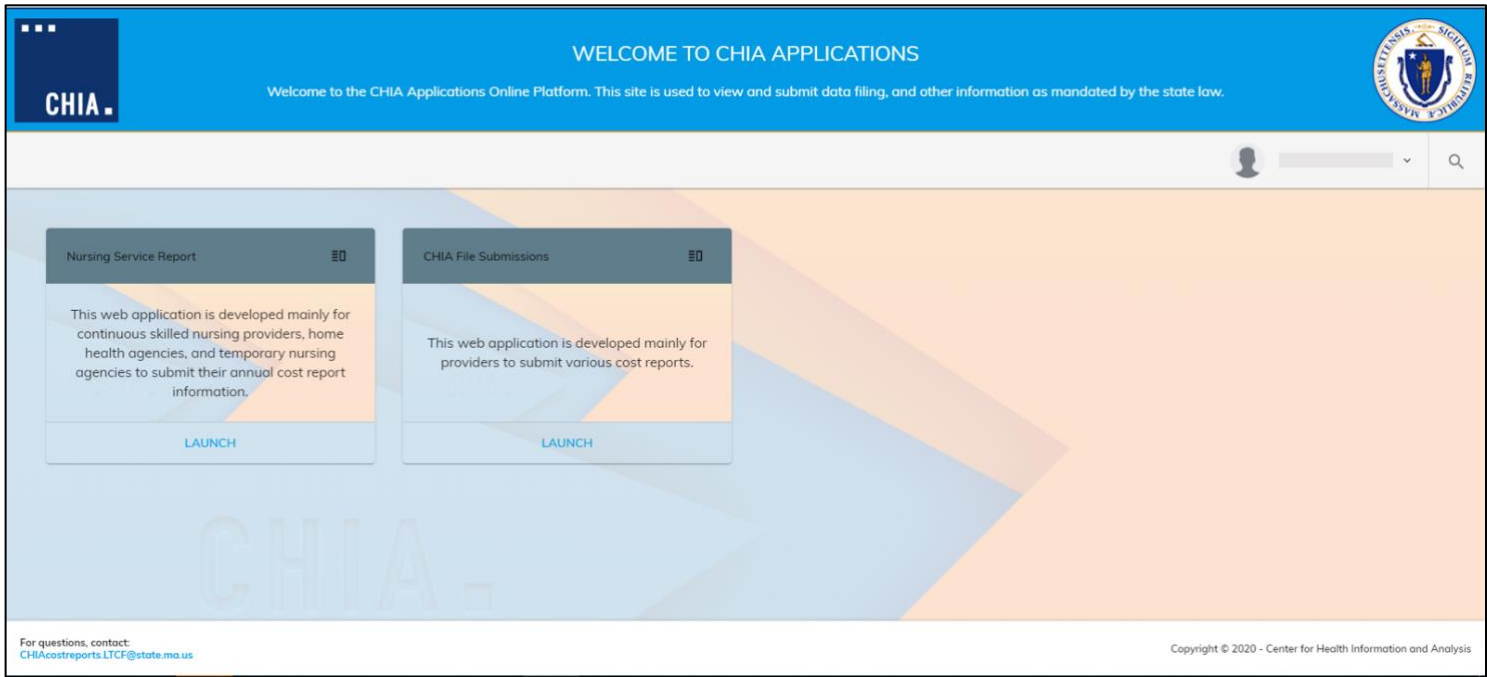 CHIA.
WELCOME TO CHIA APPLICATIONS
Welcome to the CHIA Applications Online Platform. This site is used to view and submit data filing, and other information as mandated by the state law.
Nursing Service Report
This web application is developed mainly for
continuous skilled nursing providers, home
health agencies, and temporary nursing
agencies to submit their annual cost report
information.
LAUNCH
CHIA File Submissions
This web application is developed mainly for
providers to submit various cost reports.
LAUNCH
CHIA.
For questions, contact:
CHIAcostreports.LTCF@state.ma.us
Copyright © 2020 - Center for Health Information and Analysis